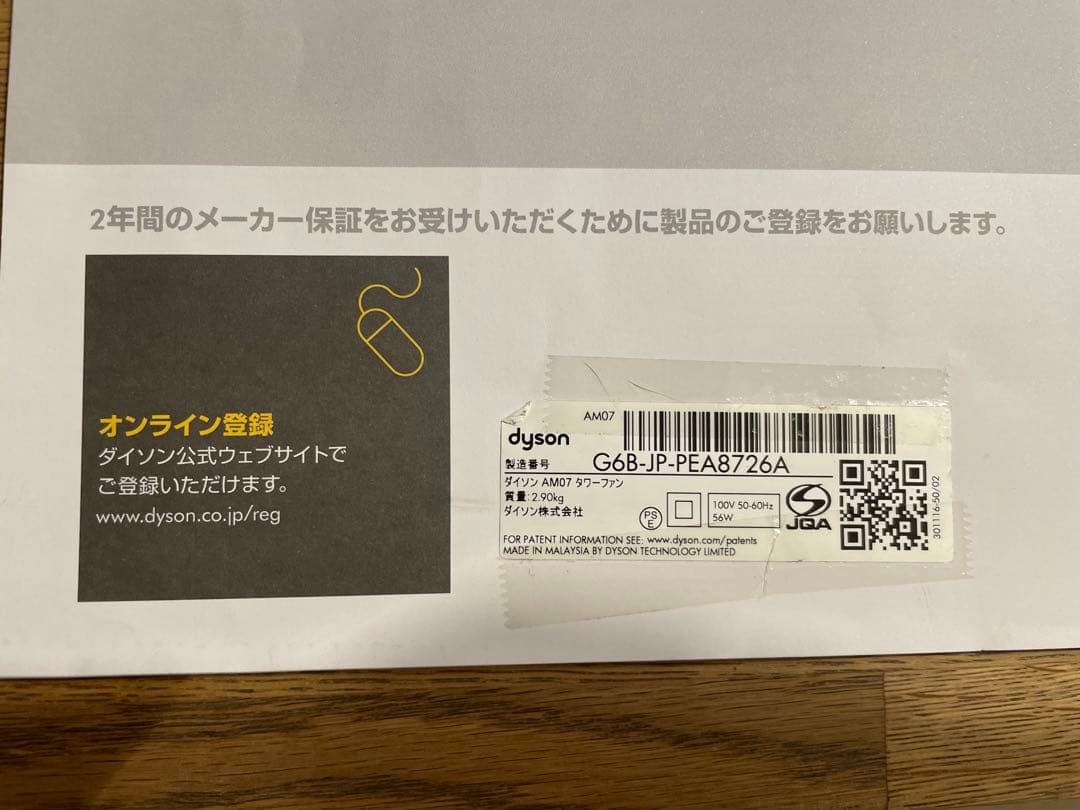 2年間のメーカー保証をお受けいただくために製品のご登録をお願いします。
オンライン登録
ダイソン公式ウェブサイトで
ご登録いただけます。
www.dyson.co.jp/reg
AM07
dyson
製造番号 G6B-JP-PEA8726A
ダイソン AM07 タワーファン
質量:2.90kg
ダイソン株式会社
PS
E
100V 50-60Hz
56W
JQA
FOR PATENT INFORMATION SEE: www.dyson.com/patents
MADE IN MALAYSIA BY DYSON TECHNOLOGY LIMITED
301116-50/02